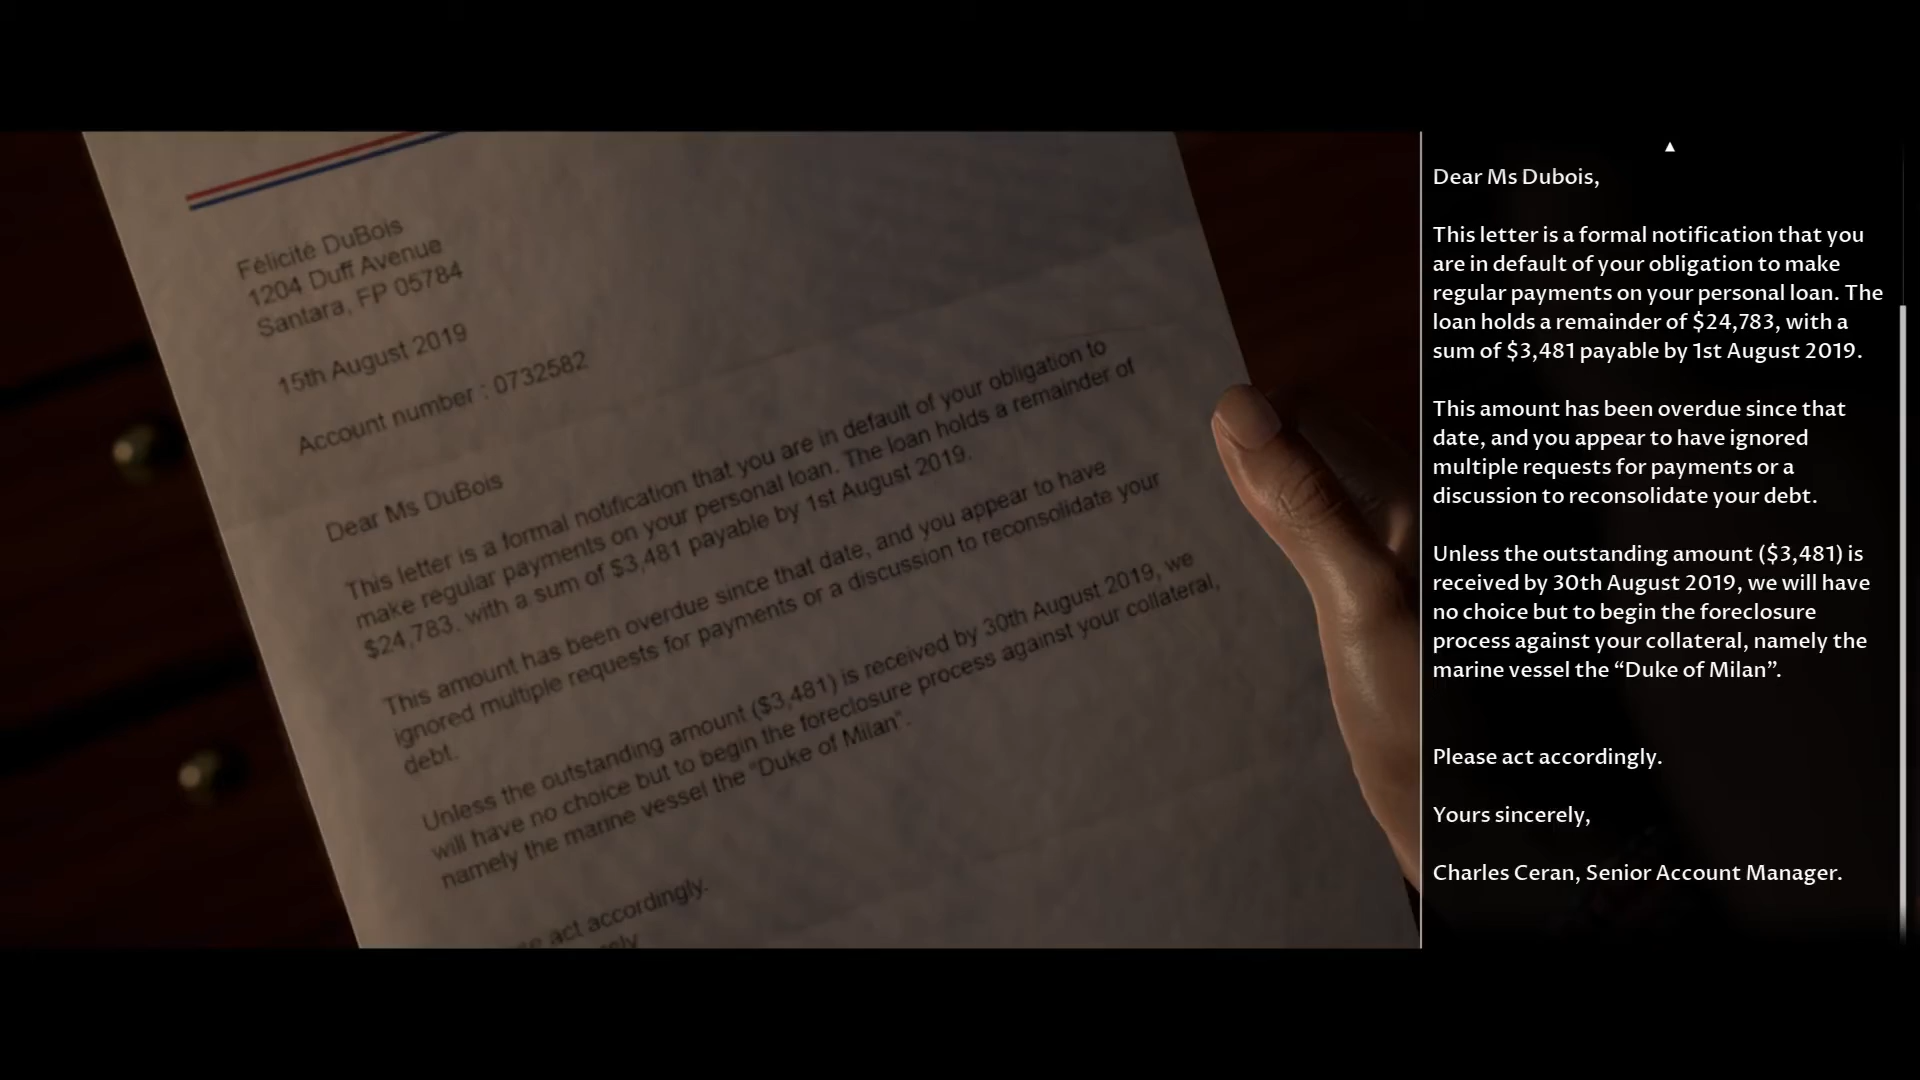 Félicité DuBois
1204 Duff Avenue
Santara, FP 05784
15th August 2019
Account number : 0732582
Dear Ms DuBois
This letter is a formal notification that you are in default of your obligation to
make regular payments on your personal loan. The loan holds a remainder of
$24,783. with a sum of $3,481 payable by 1st August 2019.
This amount has been overdue since that date, and you appear to have
ignored multiple requests for payments or a discussion to reconsolidate your
debt.
Unless the outstanding amount ($3,481) is received by 30th August 2019, we
will have no choice but to begin the foreclosure process against your collateral,
namely the marine vessel the "Duke of Milan".
act accordingly.
▲
Dear Ms Dubois,
This letter is a formal notification that you
are in default of your obligation to make
regular payments on your personal loan. The
loan holds a remainder of $24,783, with a
sum of $3,481 payable by 1st August 2019.
This amount has been overdue since that
date, and you appear to have ignored
multiple requests for payments or a
discussion to reconsolidate your debt.
Unless the outstanding amount ($3,481) is
received by 30th August 2019, we will have
no choice but to begin the foreclosure
process against your collateral, namely the
marine vessel the “Duke of Milan”.
Please act accordingly.
Yours sincerely,
Charles Ceran, Senior Account Manager.